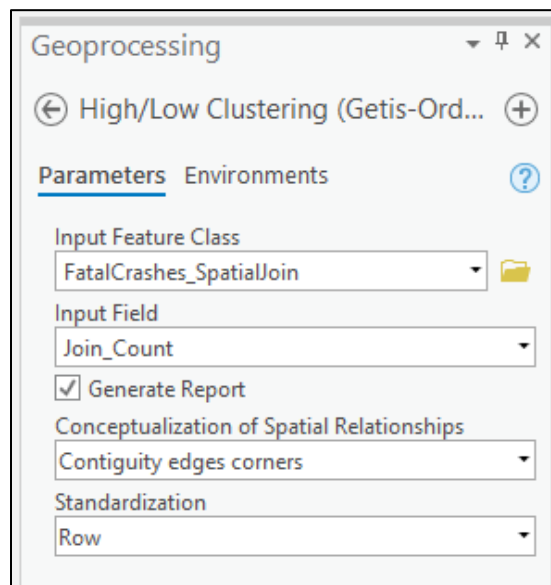 Geoprocessing
High/Low Clustering (Getis-Ord...
Parameters Environments
Input Feature Class
FatalCrashes_SpatialJoin
Input Field
Join_Count
Generate Report
Conceptualization of Spatial Relationships
Contiguity edges corners
Standardization
Row